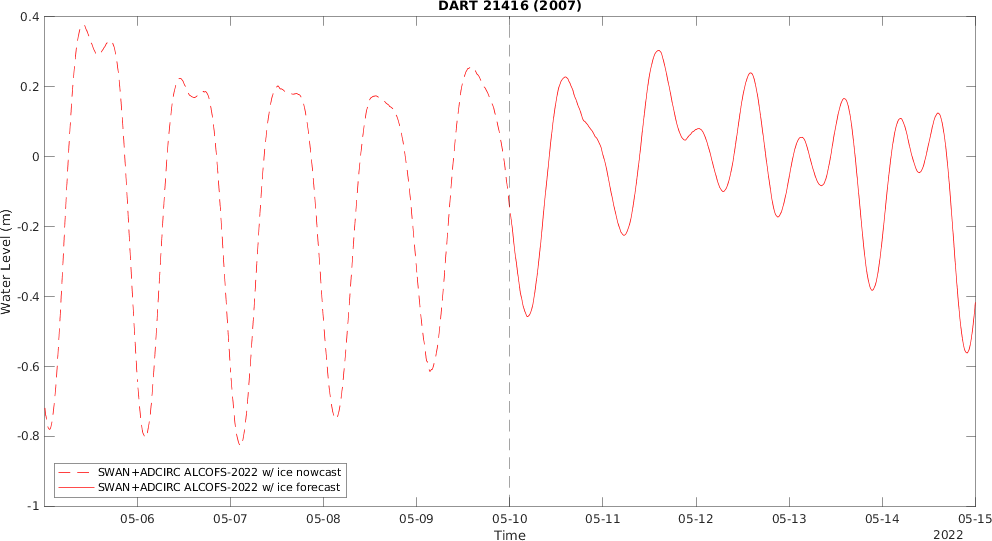 DART 21416 (2007)
0.4
0.2
0
-0.2
-0.4
-0.6
-0.8
-1
Water Level (m)
SWAN+ADCIRC ALCOFS-2022 w/ ice nowcast
SWAN+ADCIRC ALCOFS-2022 w/ ice forecast
05-06 05-07 05-08 05-09 05-10 05-11 05-12 05-13 05-14 05-15
Time
2022